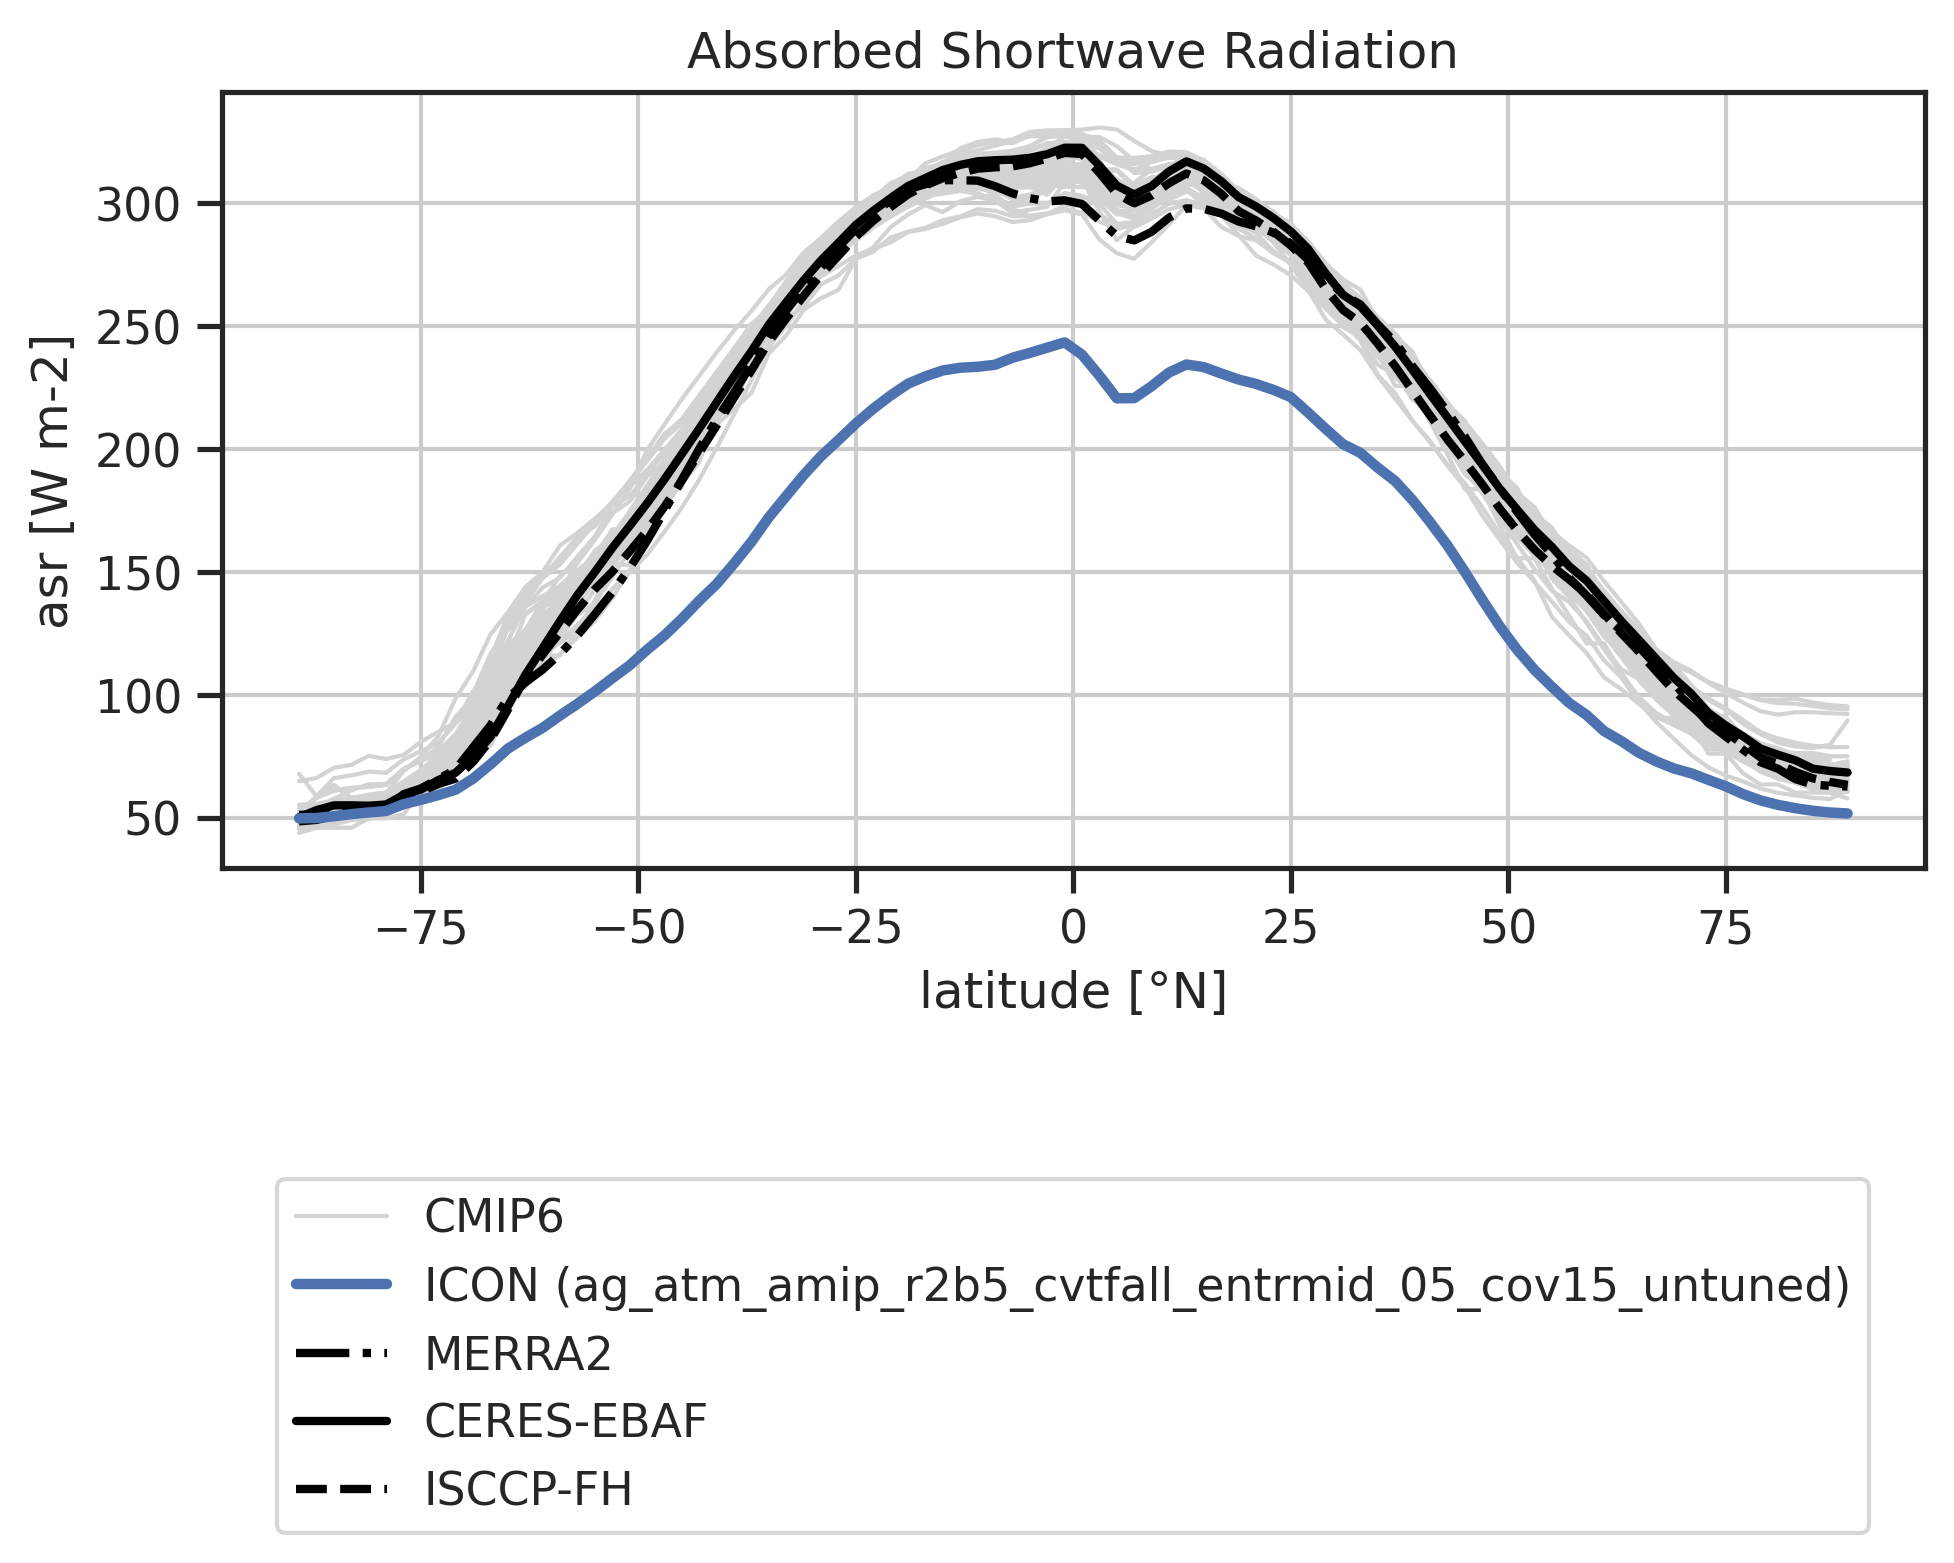 Absorbed Shortwave Radiation
asr [W m-2]
300
250
200
150
100
50
−75
−50
−25
0
25
50
75
latitude [°N]
CMIP6
ICON (ag_atm_amip_r2b5_cvtfall_entrmid_05_cov15_untuned)
MERRA2
CERES-EBAF
ISCCP-FH